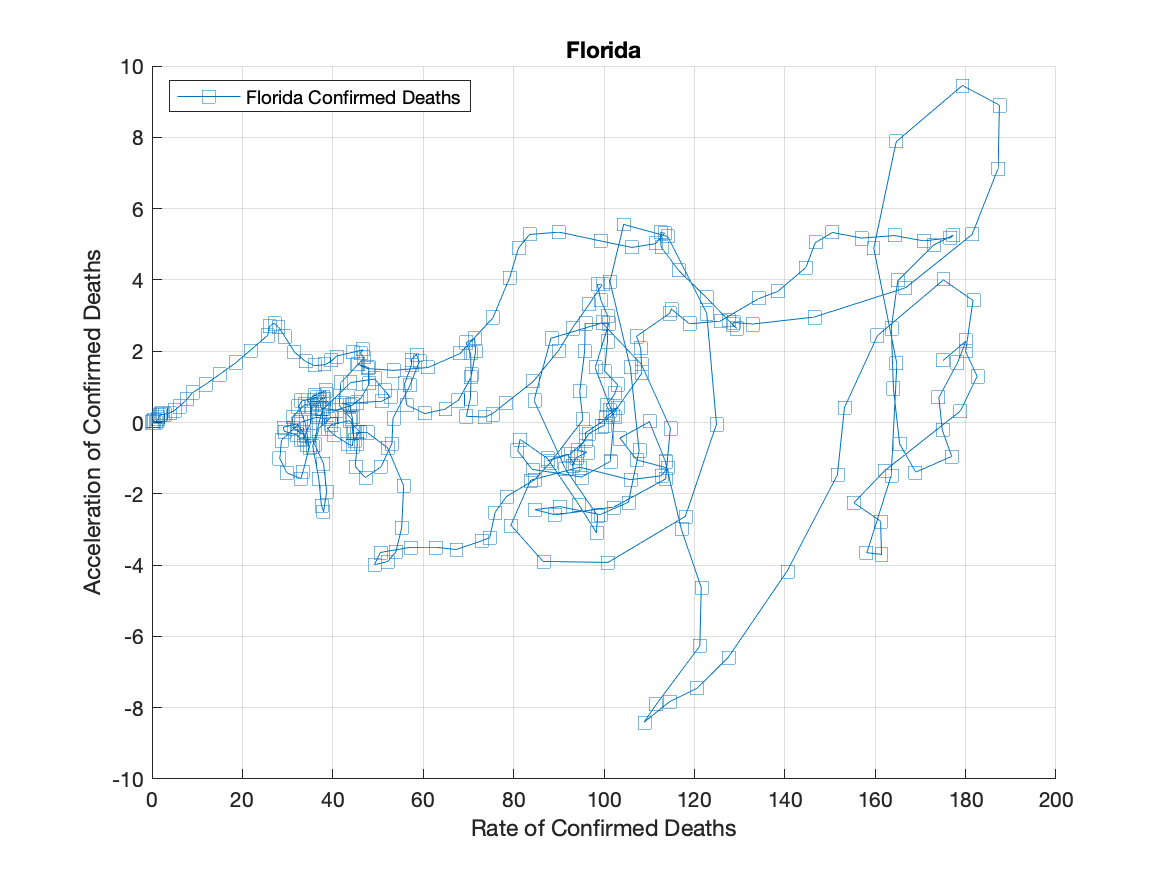 Florida
Florida Confirmed Deaths
10
8
6
4
2
0
-2
-4
-6
-8
-10
Acceleration of Confirmed Deaths
0 20 40 60 80 100 120 140 160 180 200
Rate of Confirmed Deaths